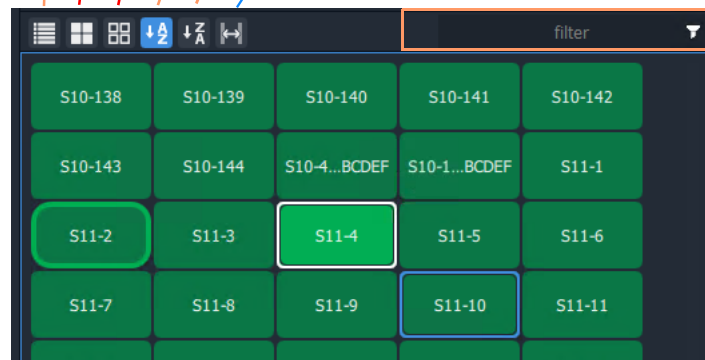 filter
S10-138 S10-139 S10-140 S10-141 S10-142
S10-143 S10-144 S10-4...BCDEF S10-1...BCDEF S11-1
S11-2 S11-3 S11-4 S11-5 S11-6
S11-7 S11-8 S11-9 S11-10 S11-11